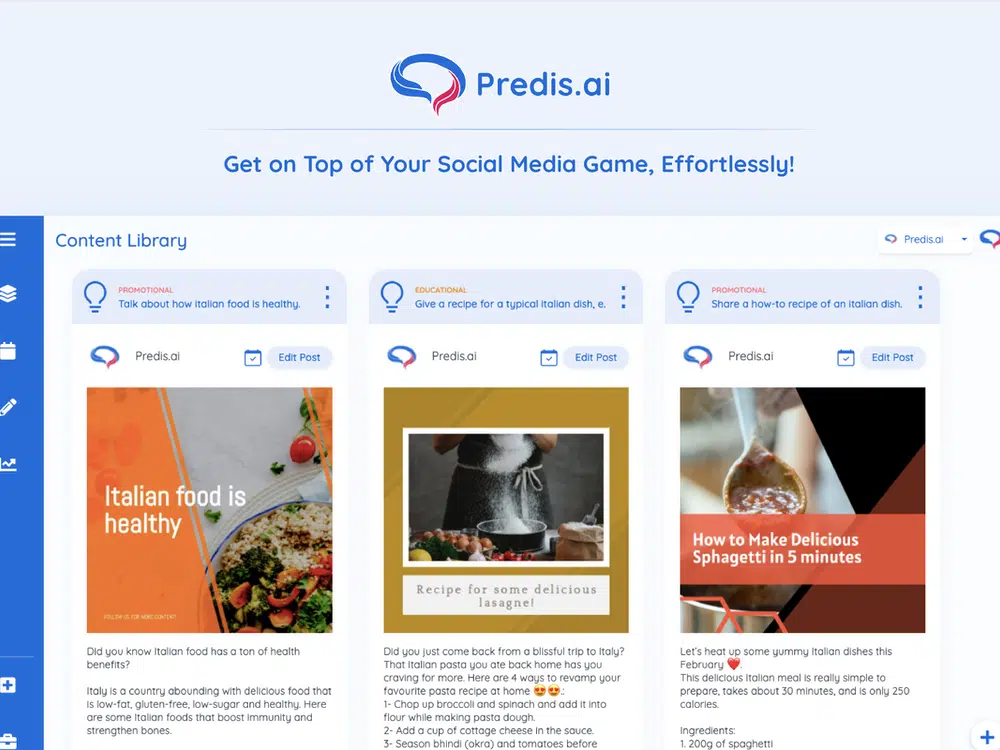 Predis.ai
Get on Top of Your Social Media Game, Effortlessly!
Content Library
Predis.ai
PROMOTIONAL
Talk about how italian food is healthy.
Predis.ai
Edit Post
Italian food is
healthy
FOLLOW US FOR MORE CONTENT
Did you know Italian food has a ton of health
benefits?
Italy is a country abounding with delicious food that
is low-fat, gluten-free, low-sugar and healthy. Here
are some Italian foods that boost immunity and
strengthen bones.
EDUCATIONAL
Give a recipe for a typical italian dish, e.
Predis.ai
Edit Post
Recipe for some delicious
lasagne!
Did you just come back from a blissful trip to Italy?
That Italian pasta you ate back home has you
craving for more. Here are 4 ways to revamp your
favourite pasta recipe at home 😍😍.:
1- Chop up broccoli and spinach and add it into
flour while making pasta dough.
2- Add a cup of cottage cheese in the sauce.
3- Season bhindi (okra) and tomatoes before
PROMOTIONAL
Share a how-to recipe of an italian dish.
Predis.ai
Edit Post
How to Make Delicious
Sphagetti in 5 minutes
Let's heat up some yummy Italian dishes this
February ❤️.
This delicious Italian meal is really simple to
prepare, takes about 30 minutes, and is only 250
calories.
Ingredients:
1. 200g of spaghetti